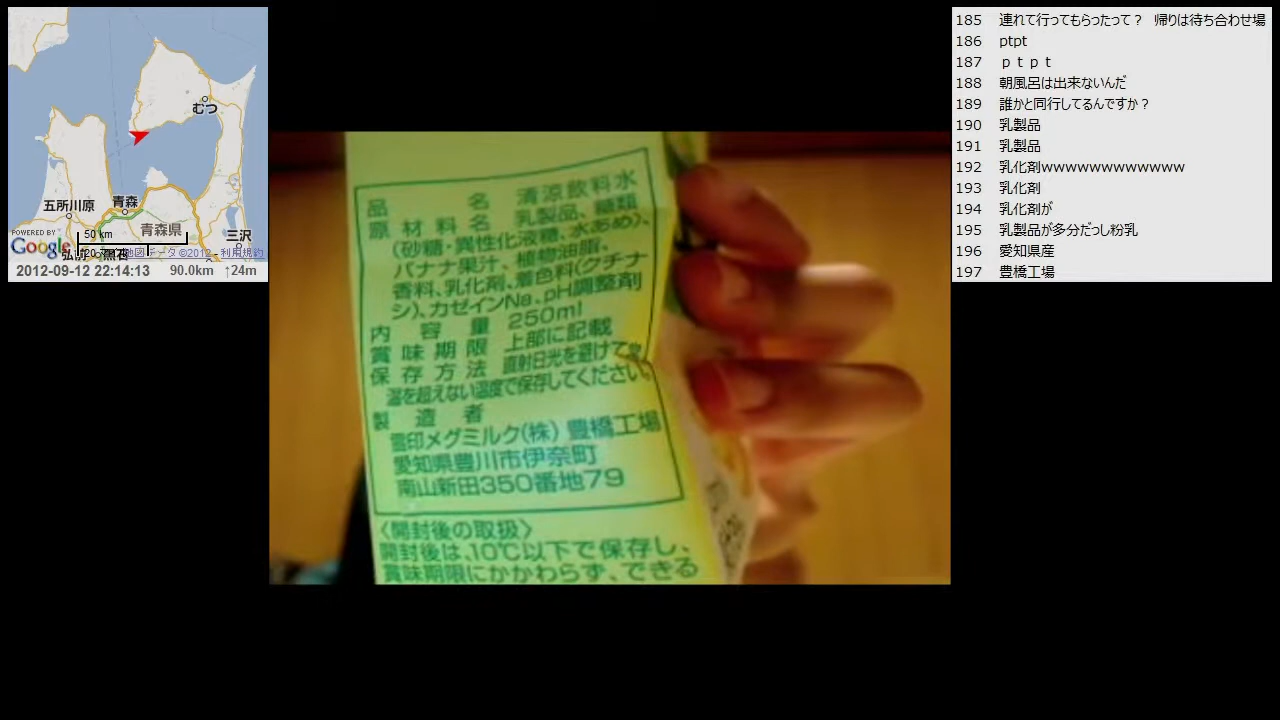 むつ
五所川原
青森
青森県
三沢
50 km
POWERED BY
Google
地図データ ©2012 - 利用規約
2012-09-12 22:14:13 90.0km ↑24m
品名 清涼飲料水
原材料名 乳製品、糖類
(砂糖・異性化液糖、水あめ)、
バナナ果汁、植物油脂、
香料、乳化剤、着色料(クチナ
シ)、カゼインNa、pH調整剤
内容量 250ml
賞味期限 上部に記載
保存方法 直射日光を避けて常
温を超えない温度で保存してください。
製造者
雪印メグミルク(株) 豊橋工場
愛知県豊川市伊奈町
南山新田350番地79
〈開封後の取扱〉
開封後は、10℃以下で保存し、
賞味期限にかかわらず、できる
185 連れて行ってもらったって? 帰りは待ち合わせ場
186 ptpt
187 ptpt
188 朝風呂は出来ないんだ
189 誰かと同行してるんですか?
190 乳製品
191 乳製品
192 乳化剤wwwwwwwwwwww
193 乳化剤
194 乳化剤が
195 乳製品が多分だっし粉乳
196 愛知県産
197 豊橋工場